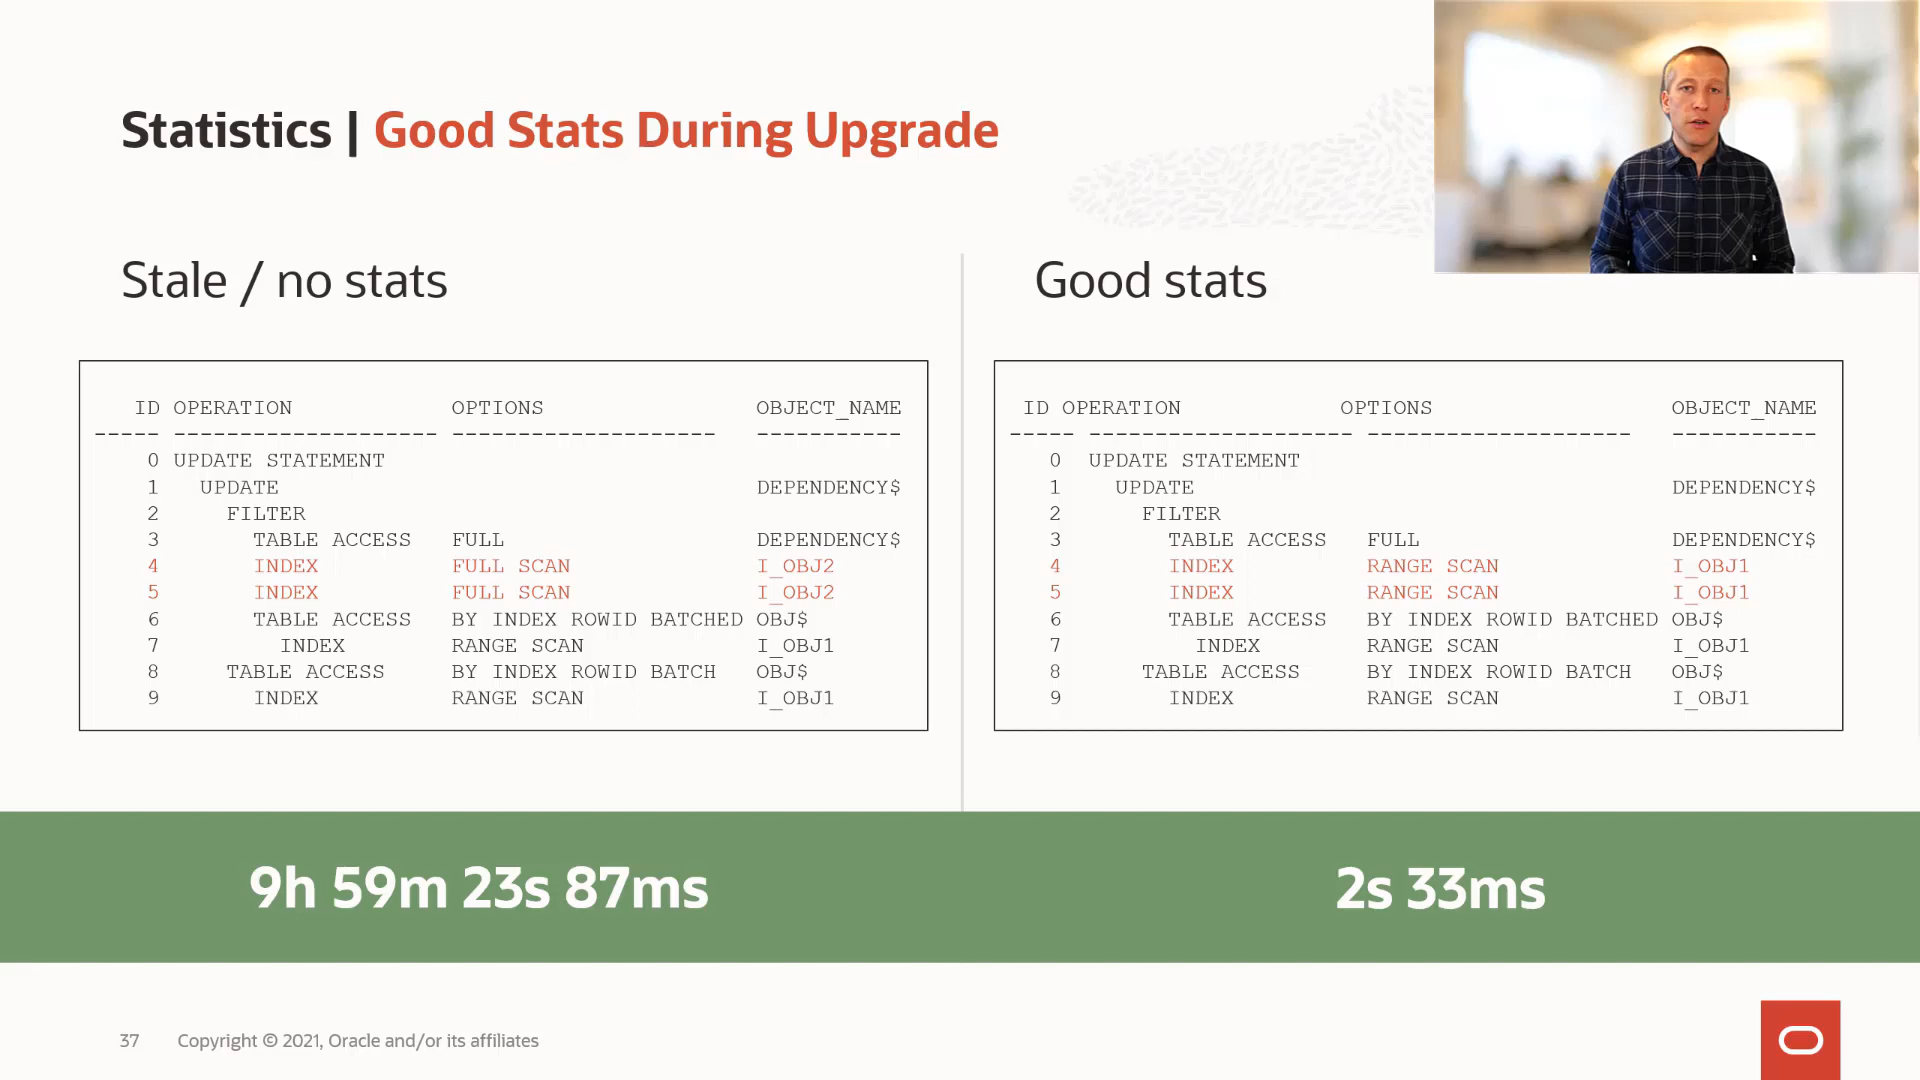 Statistics | Good Stats During Upgrade
Stale / no stats
ID OPERATION OPTIONS OBJECT_NAME
----- -------------------- -------------------- -----------
0 UPDATE STATEMENT
1 UPDATE DEPENDENCY$
2 FILTER
3 TABLE ACCESS FULL DEPENDENCY$
4 INDEX FULL SCAN I_OBJ2
5 INDEX FULL SCAN I_OBJ2
6 TABLE ACCESS BY INDEX ROWID BATCHED OBJ$
7 INDEX RANGE SCAN I_OBJ1
8 TABLE ACCESS BY INDEX ROWID BATCH OBJ$
9 INDEX RANGE SCAN I_OBJ1
9h 59m 23s 87ms
Good stats
ID OPERATION OPTIONS OBJECT_NAME
----- -------------------- -------------------- -----------
0 UPDATE STATEMENT
1 UPDATE DEPENDENCY$
2 FILTER
3 TABLE ACCESS FULL DEPENDENCY$
4 INDEX RANGE SCAN I_OBJ1
5 INDEX RANGE SCAN I_OBJ1
6 TABLE ACCESS BY INDEX ROWID BATCHED OBJ$
7 INDEX RANGE SCAN I_OBJ1
8 TABLE ACCESS BY INDEX ROWID BATCH OBJ$
9 INDEX RANGE SCAN I_OBJ1
2s 33ms
37 Copyright © 2021, Oracle and/or its affiliates